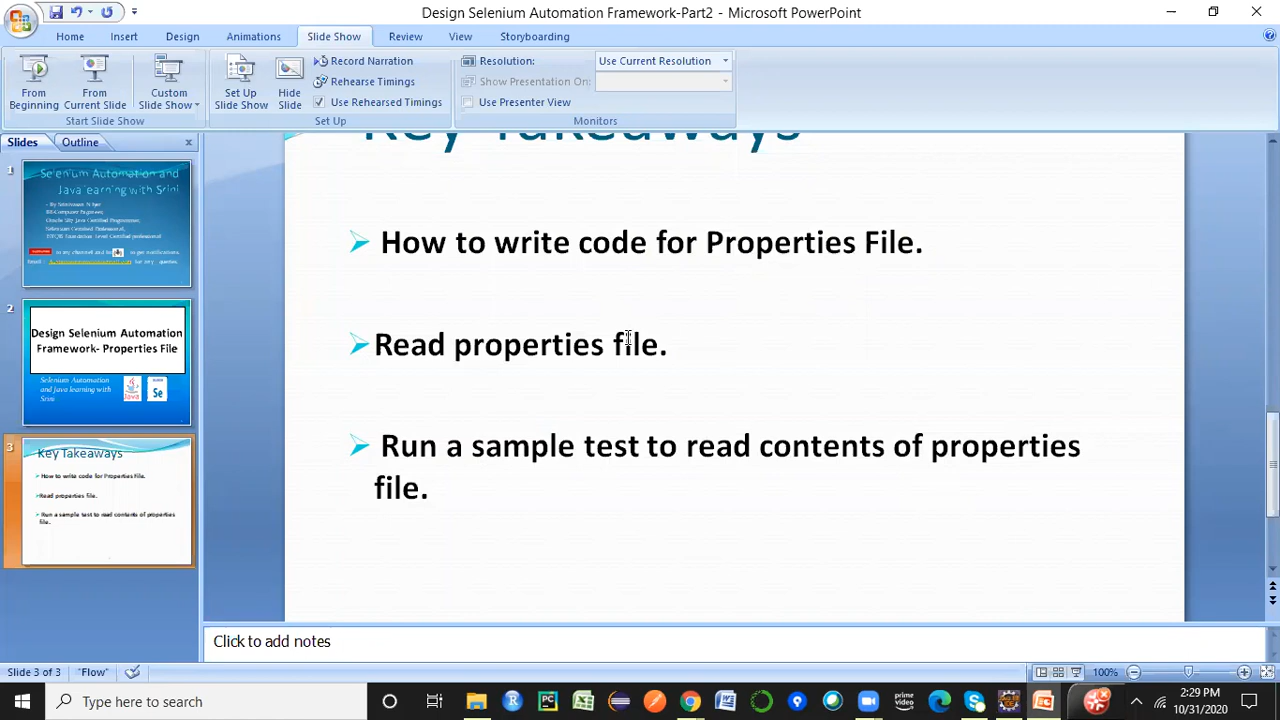 Design Selenium Automation Framework-Part2 - Microsoft PowerPoint
Home Insert Design Animations Slide Show Review View Storyboarding
From Beginning
From Current Slide
Custom Slide Show
Start Slide Show
Set Up Slide Show
Hide Slide
Record Narration
Rehearse Timings
Use Rehearsed Timings
Set Up
Resolution: Use Current Resolution
Show Presentation On:
Use Presenter View
Monitors
Slides Outline
1
Selenium Automation and
Java learning with Srini
2
Design Selenium Automation
Framework- Properties File
Selenium Automation
and java learning with
Srini
Java
Se
3
Key Takeaways
How to write code for Properties File.
Read properties file.
Run a sample test to read contents of properties
file.
Key Takeaways
How to write code for Properties File.
Read properties file.
Run a sample test to read contents of properties
file.
Click to add notes
Slide 3 of 3 "Flow" 100%
Type here to search
prime video
2:29 PM
10/31/2020